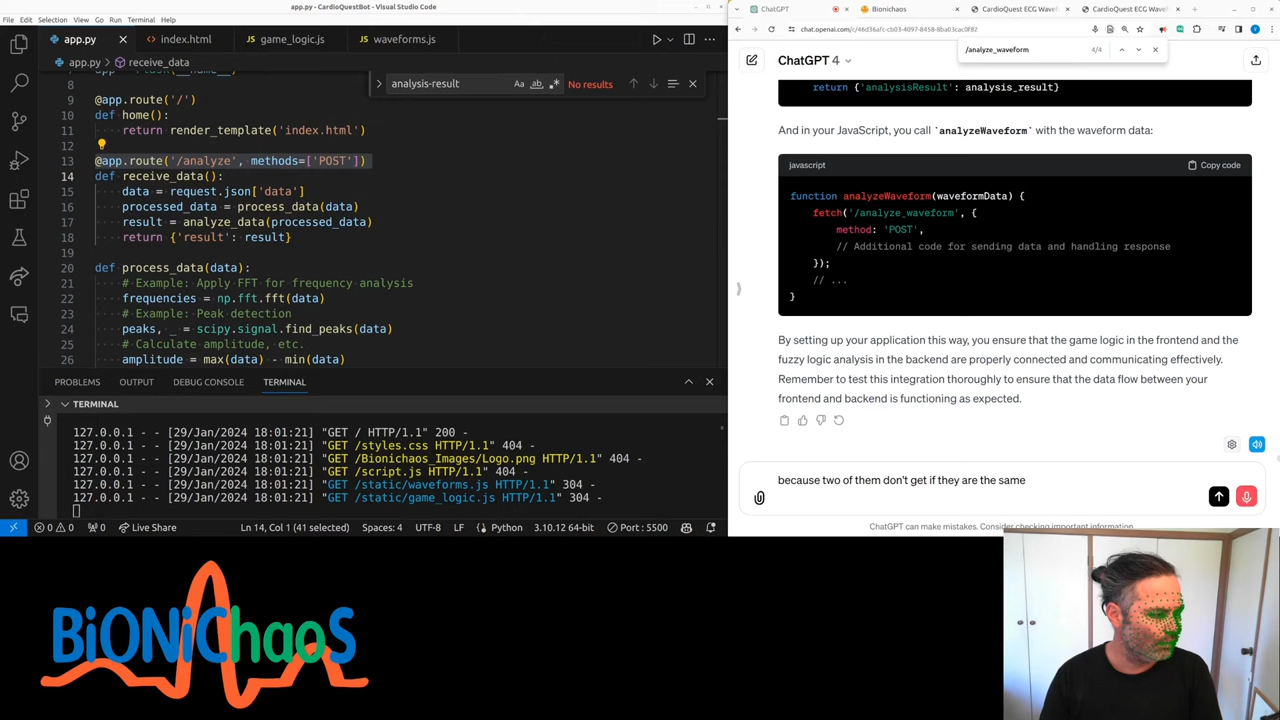 app.py - CardioQuestBot - Visual Studio Code
File Edit Selection View Go Run Terminal Help
app.py
index.html
game_logic.js
waveforms.js
app.py > receive_data
analysis-result
No results
8
9 @app.route('/')
10 def home():
11 return render_template('index.html')
12
13 @app.route('/analyze', methods=['POST'])
14 def receive_data():
15 data = request.json['data']
16 processed_data = process_data(data)
17 result = analyze_data(processed_data)
18 return {'result': result}
19
20 def process_data(data):
21 # Example: Apply FFT for frequency analysis
22 frequencies = np.fft.fft(data)
23 # Example: Peak detection
24 peaks, _ = scipy.signal.find_peaks(data)
25 # Calculate amplitude, etc.
26 amplitude = max(data) - min(data)
PROBLEMS OUTPUT DEBUG CONSOLE TERMINAL
TERMINAL
127.0.0.1 - - [29/Jan/2024 18:01:21] "GET / HTTP/1.1" 200 -
127.0.0.1 - - [29/Jan/2024 18:01:21] "GET /styles.css HTTP/1.1" 404 -
127.0.0.1 - - [29/Jan/2024 18:01:21] "GET /Bionichaos_Images/Logo.png HTTP/1.1" 404 -
127.0.0.1 - - [29/Jan/2024 18:01:21] "GET /script.js HTTP/1.1" 404 -
127.0.0.1 - - [29/Jan/2024 18:01:21] "GET /static/waveforms.js HTTP/1.1" 304 -
127.0.0.1 - - [29/Jan/2024 18:01:21] "GET /static/game_logic.js HTTP/1.1" 304 -
0 0 0 Live Share Ln 14, Col 1 (41 selected) Spaces: 4 UTF-8 LF Python 3.10.12 64-bit Port : 5500
ChatGPT
Bionichaos
CardioQuest ECG Wavef
CardioQuest ECG Wavef
/analyze_waveform
4/4
ChatGPT 4
return {'analysisResult': analysis_result}
And in your JavaScript, you call `analyzeWaveform` with the waveform data:
javascript
Copy code
function analyzeWaveform(waveformData) {
fetch('/analyze_waveform', {
method: 'POST',
// Additional code for sending data and handling response
});
// ...
}
By setting up your application this way, you ensure that the game logic in the frontend and the
fuzzy logic analysis in the backend are properly connected and communicating effectively.
Remember to test this integration thoroughly to ensure that the data flow between your
frontend and backend is functioning as expected.
because two of them don't get if they are the same
ChatGPT can make mistakes. Consider checking important information.
BiONiChaoS